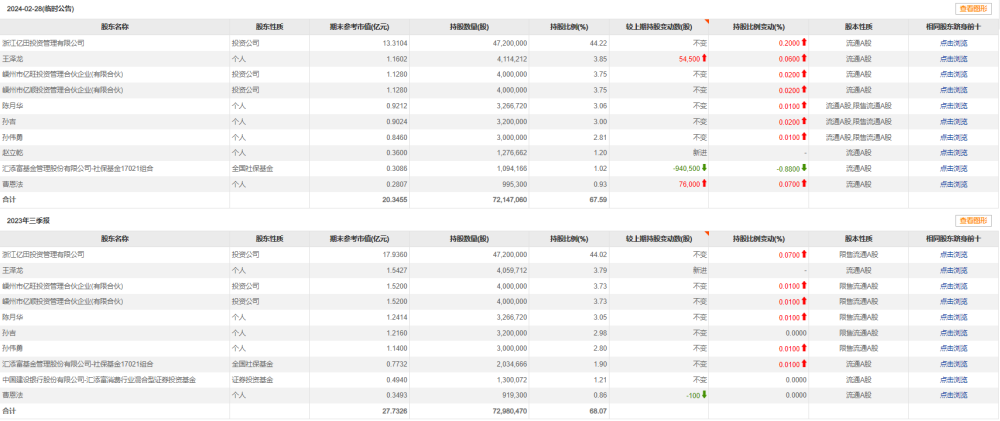 2024-02-28(临时公告) 查看图形
股东名称 股东性质 期末参考市值(亿元) 持股数量(股) 持股比例(%) 较上期持股变动数(股) 持股比例变动(%) 股本性质 相同股东跻身前十
浙江亿田投资管理有限公司 投资公司 13.3104 47,200,000 44.22 不变 0.2000 流通A股 点击浏览
王泽龙 个人 1.1602 4,114,212 3.85 54,500 0.0600 流通A股 点击浏览
嵊州市亿旺投资管理合伙企业(有限合伙) 投资公司 1.1280 4,000,000 3.75 不变 0.0200 流通A股 点击浏览
嵊州市亿顺投资管理合伙企业(有限合伙) 投资公司 1.1280 4,000,000 3.75 不变 0.0200 流通A股 点击浏览
陈月华 个人 0.9212 3,266,720 3.06 不变 0.0100 流通A股,限售流通A股 点击浏览
孙吉 个人 0.9024 3,200,000 3.00 不变 0.0200 流通A股,限售流通A股 点击浏览
孙伟勇 个人 0.8460 3,000,000 2.81 不变 0.0100 流通A股,限售流通A股 点击浏览
赵立乾 个人 0.3600 1,276,662 1.20 新进 - 流通A股 点击浏览
汇添富基金管理股份有限公司-社保基金17021组合 全国社保基金 0.3086 1,094,166 1.02 -940,500 -0.8800 流通A股 点击浏览
曹恩法 个人 0.2807 995,300 0.93 76,000 0.0700 流通A股 点击浏览
合计 20.3455 72,147,060 67.59
2023年三季报 查看图形
股东名称 股东性质 期末参考市值(亿元) 持股数量(股) 持股比例(%) 较上期持股变动数(股) 持股比例变动(%) 股本性质 相同股东跻身前十
浙江亿田投资管理有限公司 投资公司 17.9360 47,200,000 44.02 不变 0.0700 限售流通A股 点击浏览
王泽龙 个人 1.5427 4,059,712 3.79 新进 - 流通A股 点击浏览
嵊州市亿旺投资管理合伙企业(有限合伙) 投资公司 1.5200 4,000,000 3.73 不变 0.0100 限售流通A股 点击浏览
嵊州市亿顺投资管理合伙企业(有限合伙) 投资公司 1.5200 4,000,000 3.73 不变 0.0100 限售流通A股 点击浏览
陈月华 个人 1.2414 3,266,720 3.05 不变 0.0100 限售流通A股 点击浏览
孙吉 个人 1.2160 3,200,000 2.98 不变 0.0000 限售流通A股 点击浏览
孙伟勇 个人 1.1400 3,000,000 2.80 不变 0.0100 限售流通A股 点击浏览
汇添富基金管理股份有限公司-社保基金17021组合 全国社保基金 0.7732 2,034,666 1.90 不变 0.0100 流通A股 点击浏览
中国建设银行股份有限公司-汇添富消费行业混合型证券投资基金 证券投资基金 0.4940 1,300,072 1.21 不变 0.0000 流通A股 点击浏览
曹恩法 个人 0.3493 919,300 0.86 -100 0.0000 流通A股 点击浏览
合计 27.7326 72,980,470 68.07